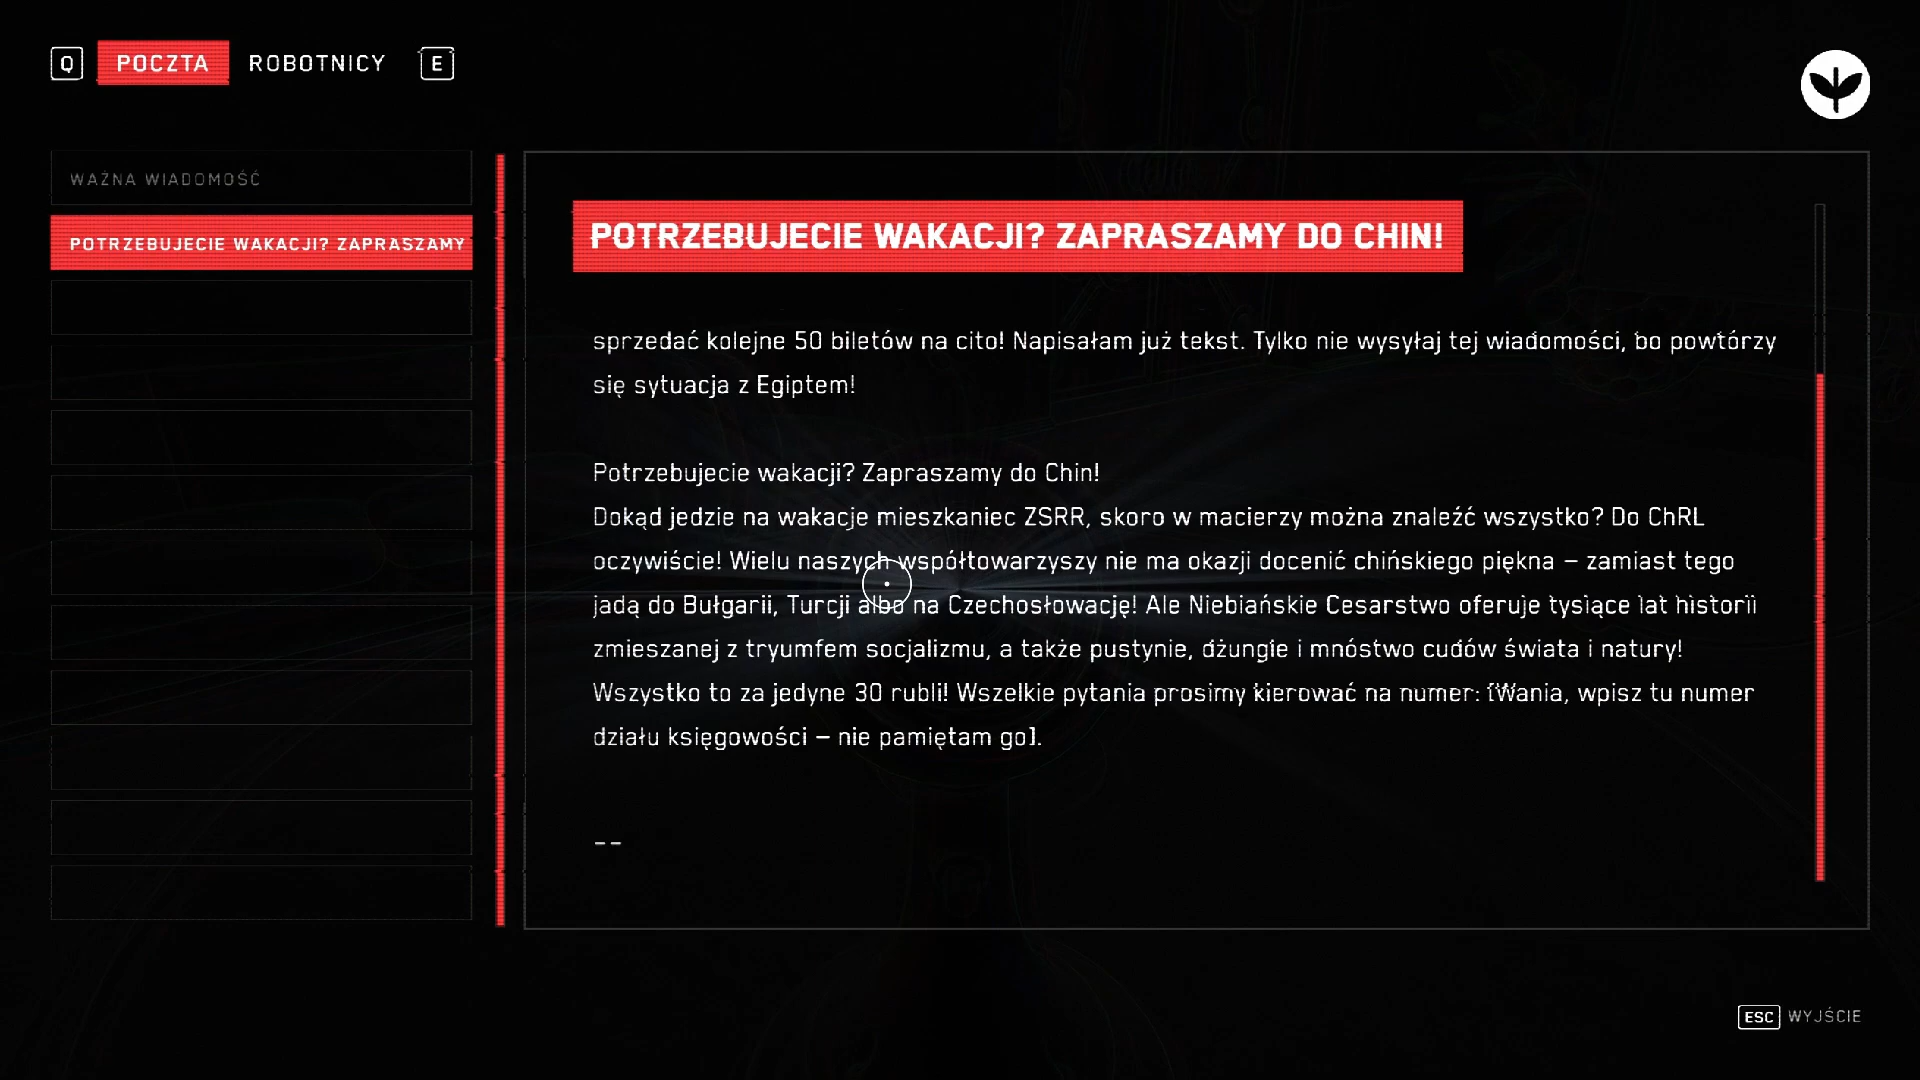 Q POCZTA ROBOTNICY E
WAŻNA WIADOMOŚĆ
POTRZEBUJECIE WAKACJI? ZAPRASZAMY
POTRZEBUJECIE WAKACJI? ZAPRASZAMY DO CHIN!
sprzedać kolejne 50 biletów na cito! Napisałam już tekst. Tylko nie wysyłaj tej wiadomości, bo powtórzy
się sytuacja z Egiptem!
Potrzebujecie wakacji? Zapraszamy do Chin!
Dokąd jedzie na wakacje mieszkaniec ZSRR, skoro w macierzy można znaleźć wszystko? Do ChRL
oczywiście! Wielu naszych współtowarzyszy nie ma okazji docenić chińskiego piękna – zamiast tego
jadą do Bułgarii, Turcji albo na Czechosłowację! Ale Niebiańskie Cesarstwo oferuje tysiące lat historii
zmieszanej z tryumfem socjalizmu, a także pustynie, dżungle i mnóstwo cudów świata i natury!
Wszystko to za jedyne 30 rubli! Wszelkie pytania prosimy kierować na numer: [Wania, wpisz tu numer
działu księgowości – nie pamiętam go].
--
ESC WYJŚCIE